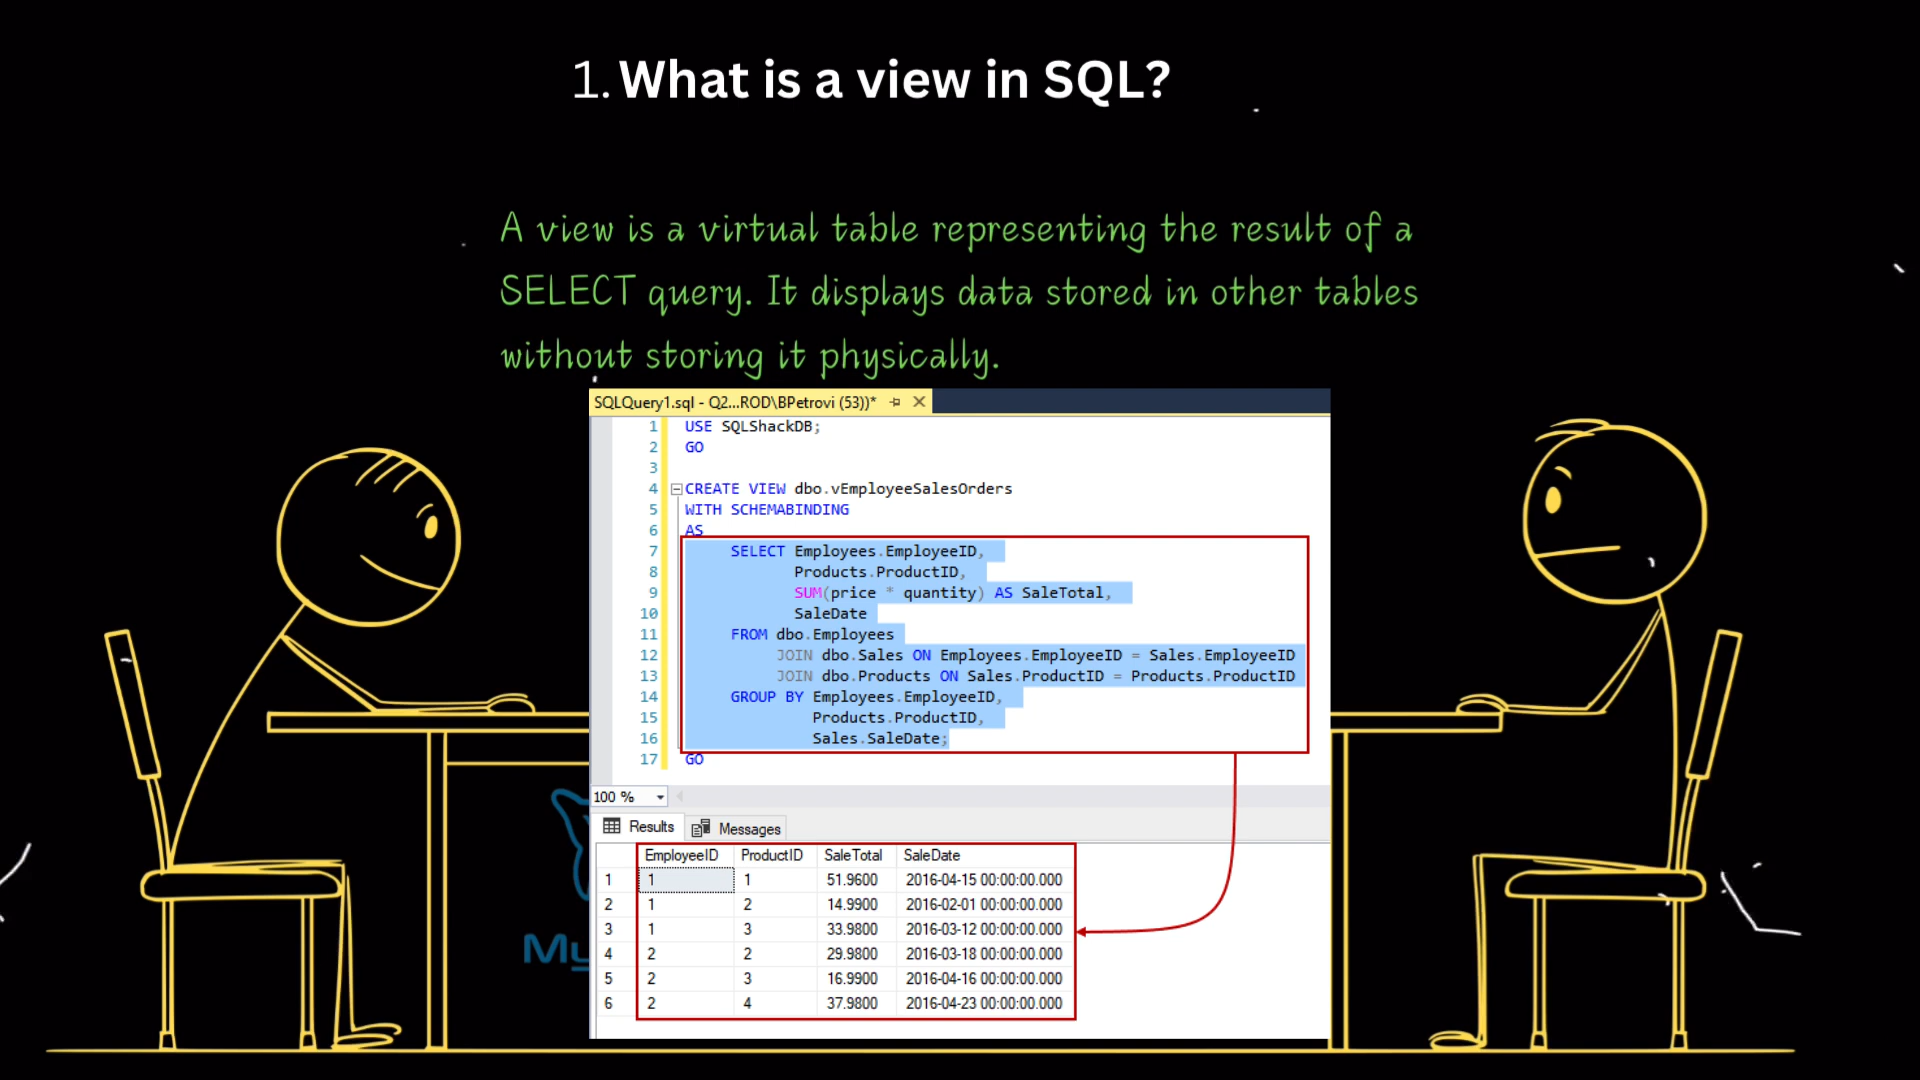 1. What is a view in SQL?
A view is a virtual table representing the result of a
SELECT query. It displays data stored in other tables
without storing it physically.
SQLQuery1.sql - Q2...ROD\BPetrovi (53))*
1 USE SQLShackDB;
2 GO
3
4 CREATE VIEW dbo.vEmployeeSalesOrders
5 WITH SCHEMABINDING
6 AS
7 SELECT Employees.EmployeeID,
8 Products.ProductID,
9 SUM(price * quantity) AS SaleTotal,
10 SaleDate
11 FROM dbo.Employees
12 JOIN dbo.Sales ON Employees.EmployeeID = Sales.EmployeeID
13 JOIN dbo.Products ON Sales.ProductID = Products.ProductID
14 GROUP BY Employees.EmployeeID,
15 Products.ProductID,
16 Sales.SaleDate;
17 GO
100 %
Results Messages
EmployeeID ProductID SaleTotal SaleDate
1 1 1 51.9600 2016-04-15 00:00:00.000
2 1 2 14.9900 2016-02-01 00:00:00.000
3 1 3 33.9800 2016-03-12 00:00:00.000
4 2 2 29.9800 2016-03-18 00:00:00.000
5 2 3 16.9900 2016-04-16 00:00:00.000
6 2 4 37.9800 2016-04-23 00:00:00.000
My